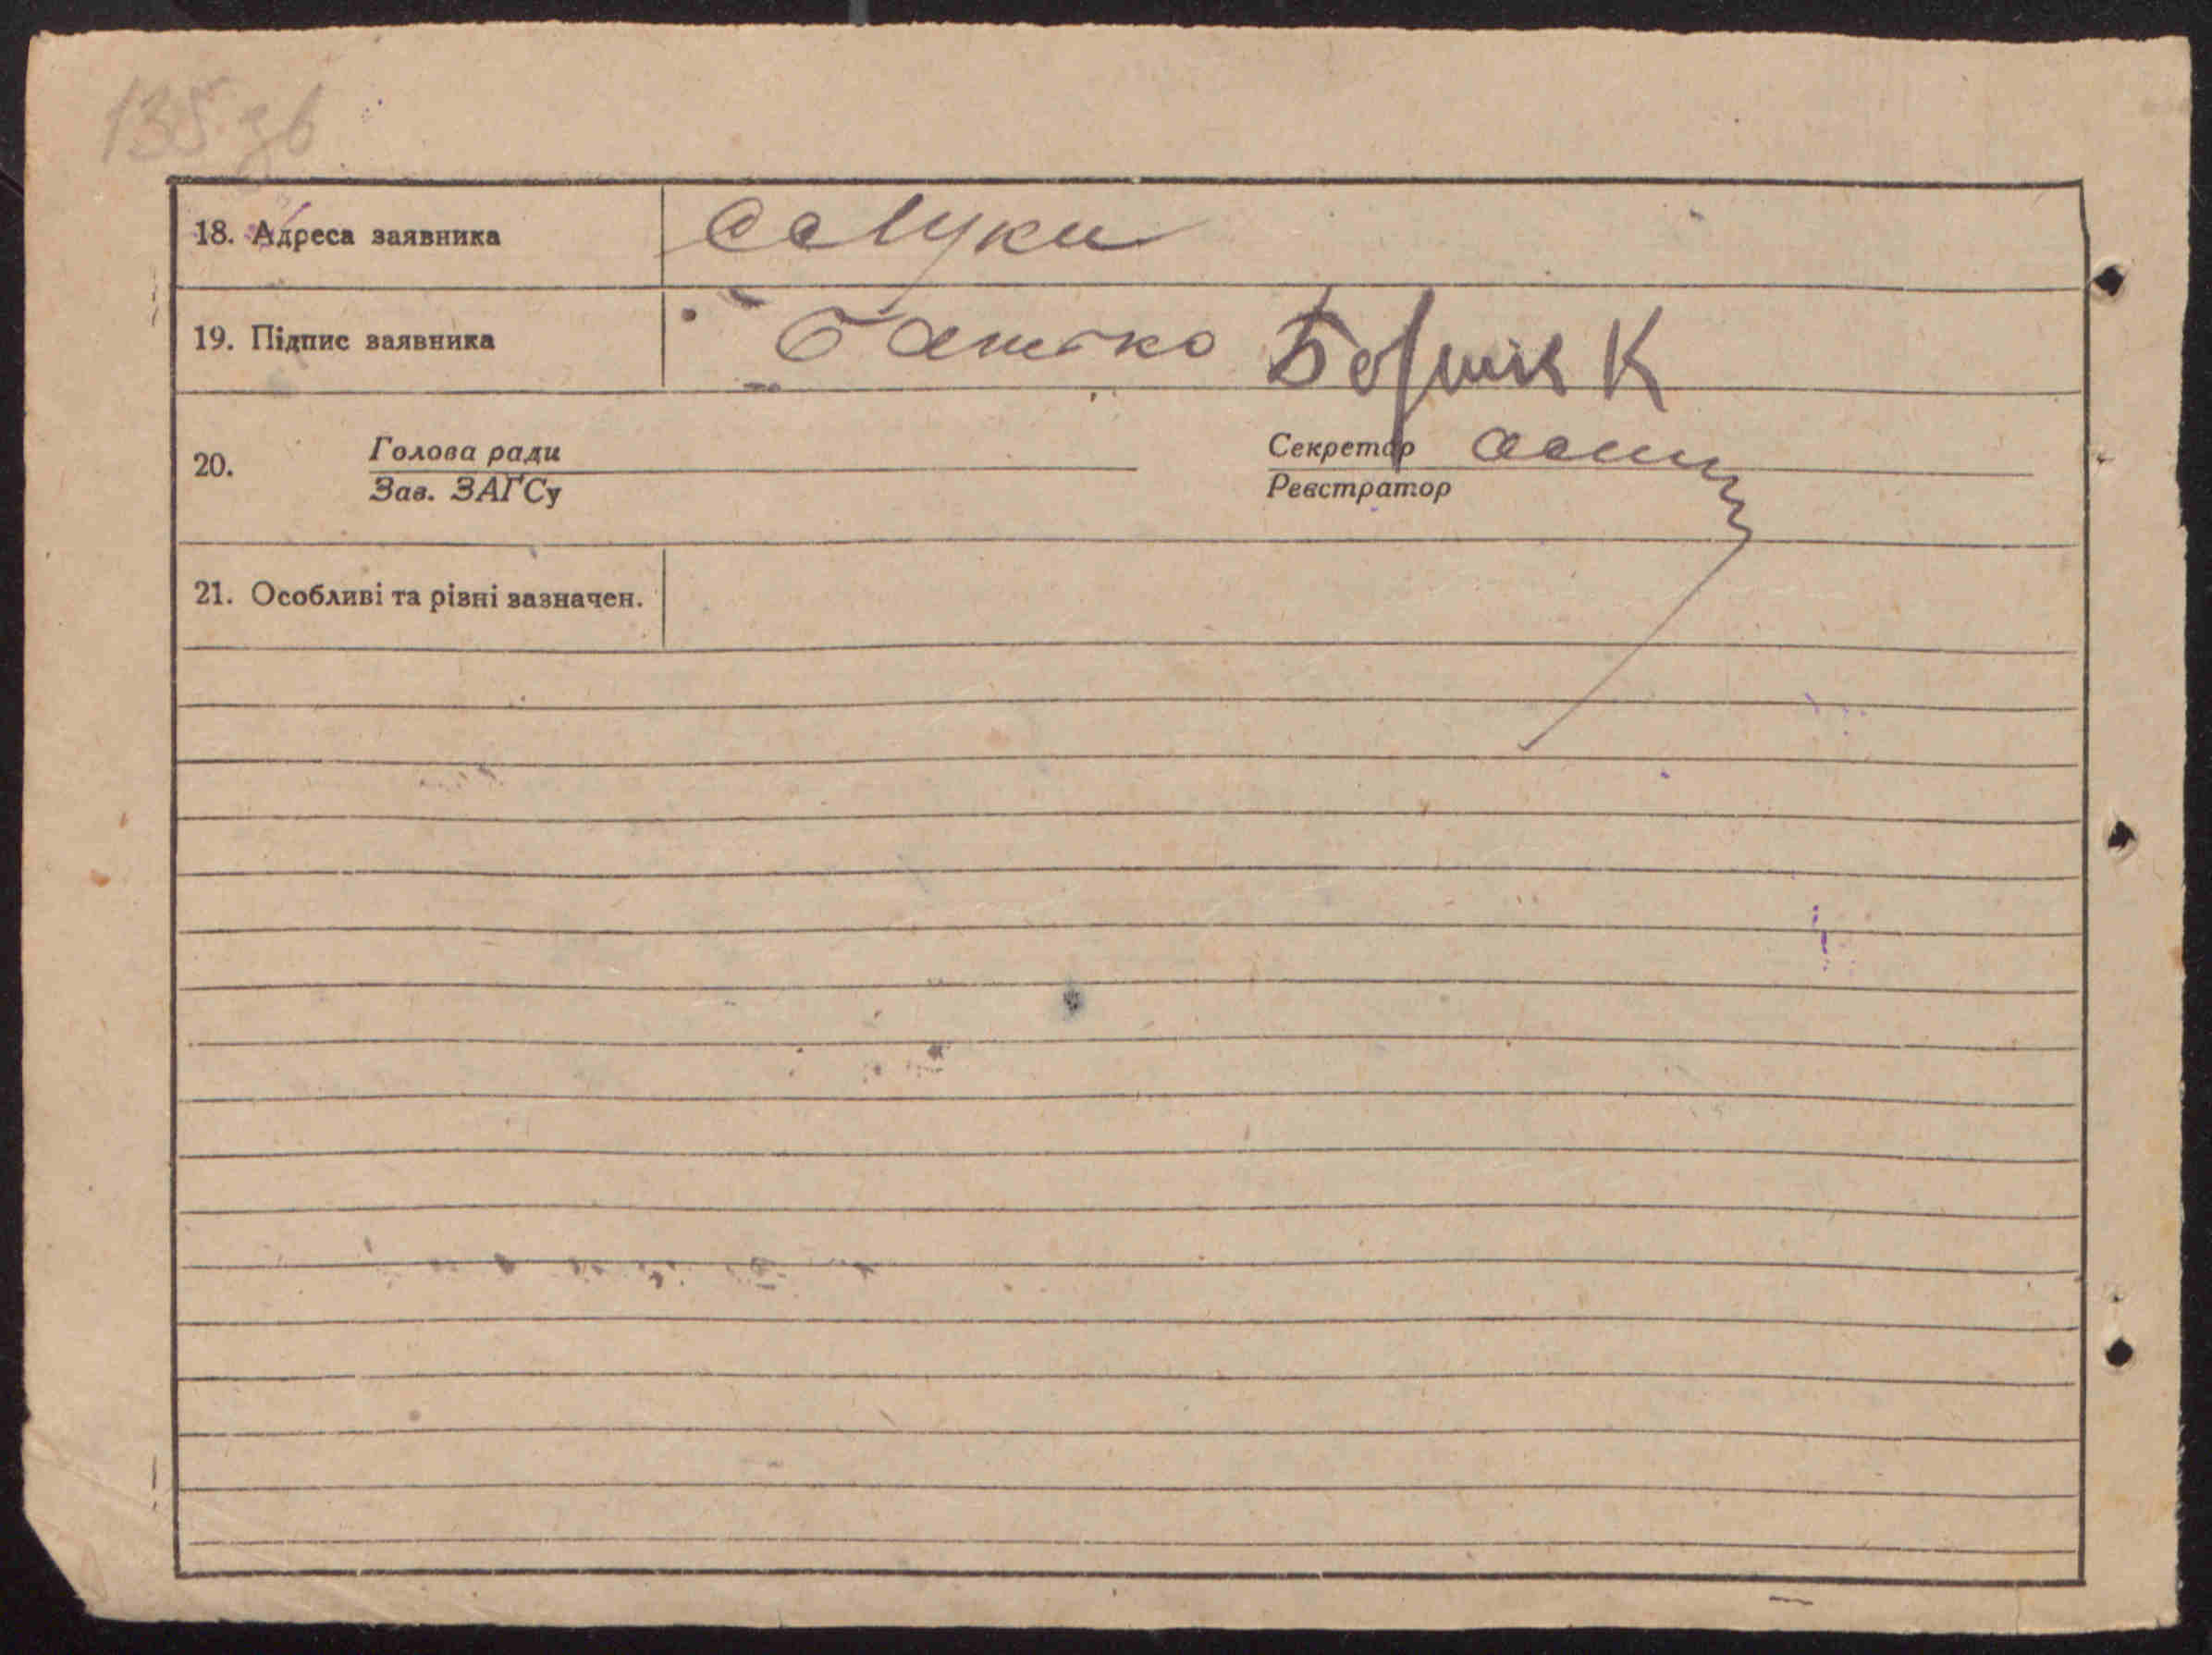 135 зв
18. Адреса заявника с Луки
19. Підпис заявника Батько
20. Голова ради Секретар
Зав. ЗАГСу Реєстратор
21. Особливі та різні зазначен.